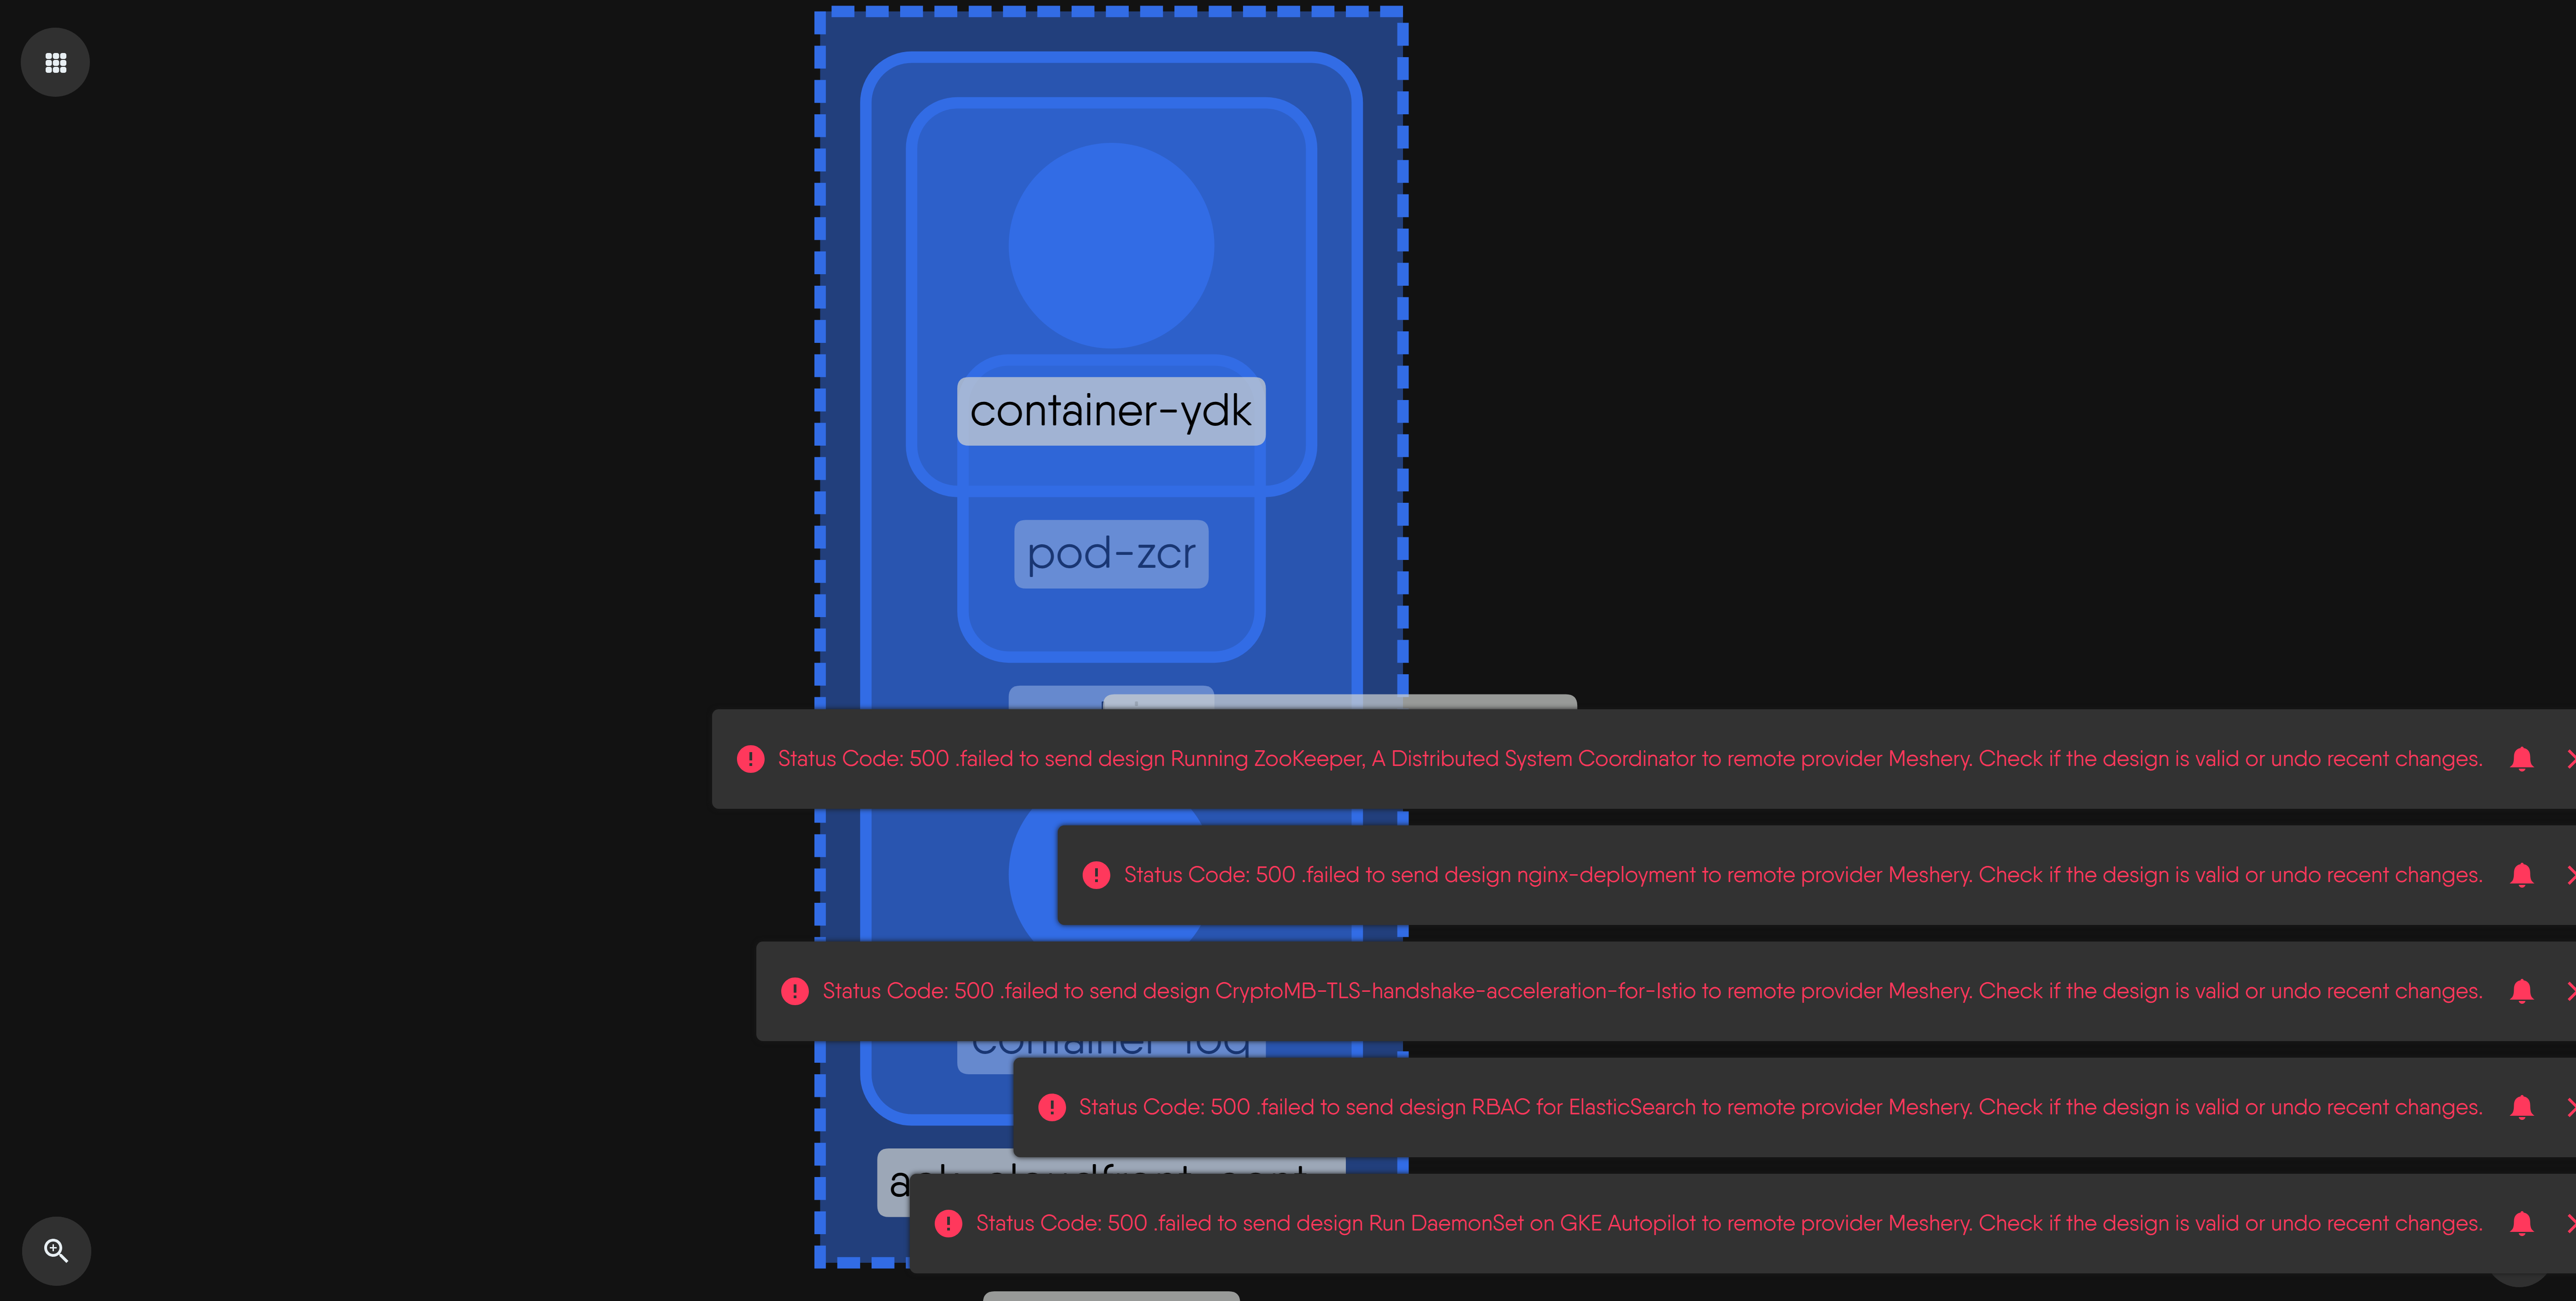 container-ydk
pod-zcr
Status Code: 500 .failed to send design Running ZooKeeper, A Distributed System Coordinator to remote provider Meshery. Check if the design is valid or undo recent changes.
Status Code: 500 .failed to send design nginx-deployment to remote provider Meshery. Check if the design is valid or undo recent changes.
Status Code: 500 .failed to send design CryptoMB-TLS-handshake-acceleration-for-Istio to remote provider Meshery. Check if the design is valid or undo recent changes.
Status Code: 500 .failed to send design RBAC for ElasticSearch to remote provider Meshery. Check if the design is valid or undo recent changes.
Status Code: 500 .failed to send design Run DaemonSet on GKE Autopilot to remote provider Meshery. Check if the design is valid or undo recent changes.